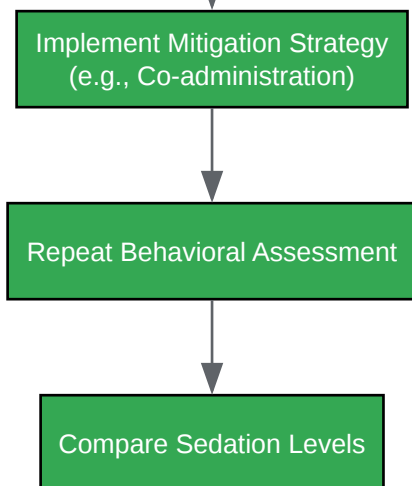 Implement Mitigation Strategy
(e.g., Co-administration)
Repeat Behavioral Assessment
Compare Sedation Levels